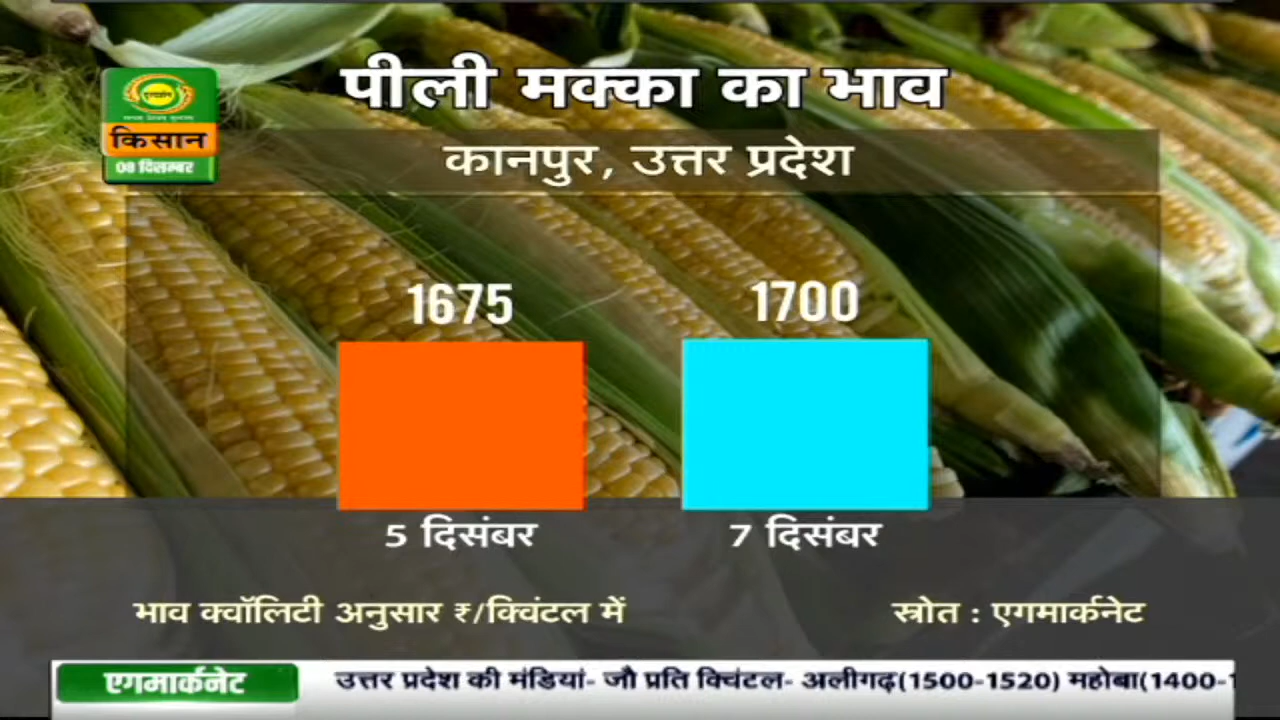 पीली मक्का का भाव
किसान
08 दिसम्बर
कानपुर, उत्तर प्रदेश
1675
1700
5 दिसंबर
7 दिसंबर
भाव क्वॉलिटी अनुसार ₹/क्विंटल में
स्रोत : एगमार्कनेट
एगमार्कनेट
उत्तर प्रदेश की मंडियां- जौ प्रति क्विंटल- अलीगढ़(1500-1520) महोबा(1400-